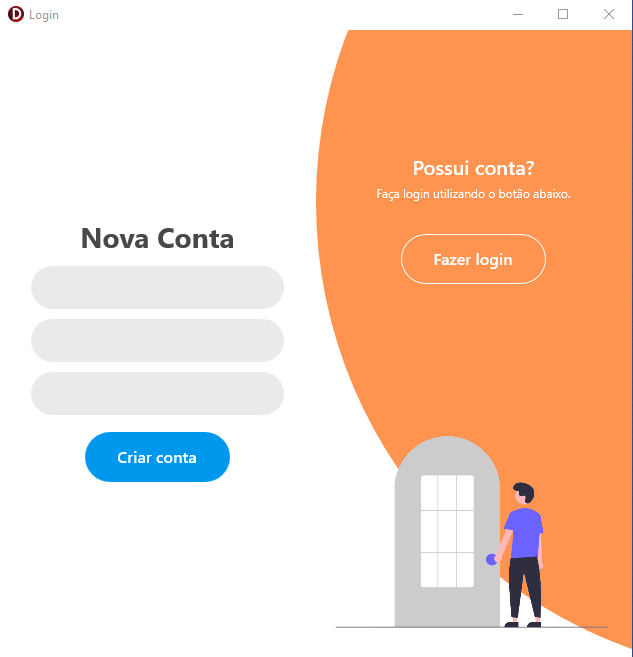 Login
Possui conta?
Faça login utilizando o botão abaixo.
Fazer login
Nova Conta
Criar conta